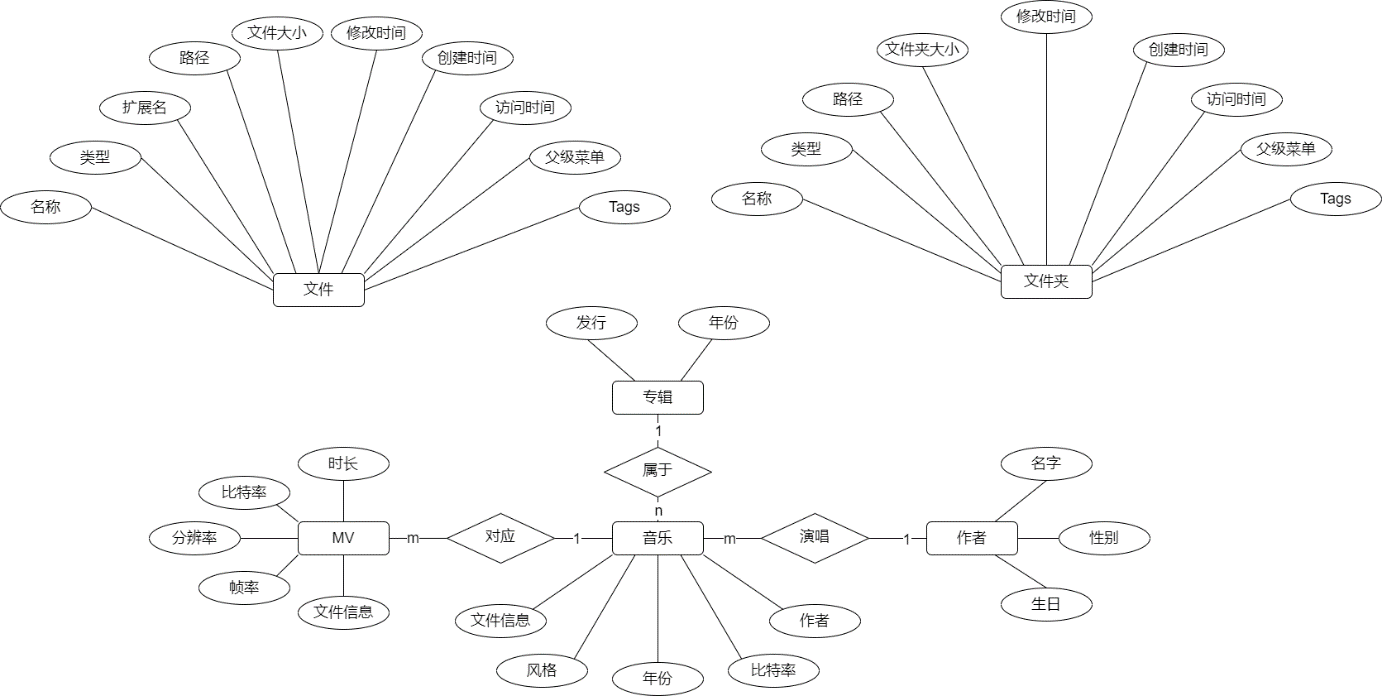 修改时间
文件大小
修改时间
文件夹大小
创建时间
路径
创建时间
路径
访问时间
扩展名
访问时间
类型
父级菜单
类型
父级菜单
名称
Tags
名称
Tags
文件
文件夹
发行
年份
专辑
1
属于
n
时长
比特率
分辨率
MV
帧率
文件信息
m
对应
1
音乐
m
演唱
1
作者
名字
性别
生日
文件信息
风格
年份
比特率
作者